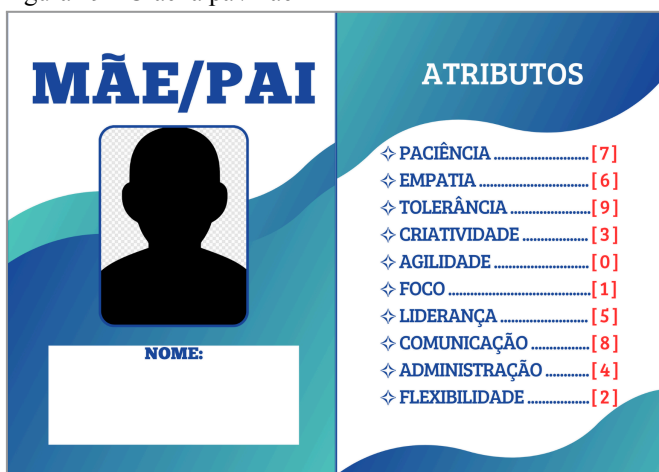 MÃE/PAI
NOME:
ATRIBUTOS
✧ PACIÊNCIA ............................ [7]
✧ EMPATIA ................................ [6]
✧ TOLERÂNCIA ....................... [9]
✧ CRIATIVIDADE .................... [3]
✧ AGILIDADE ............................ [0]
✧ FOCO .......................................... [1]
✧ LIDERANÇA .......................... [5]
✧ COMUNICAÇÃO ................. [8]
✧ ADMINISTRAÇÃO ............. [4]
✧ FLEXIBILIDADE .................. [2]